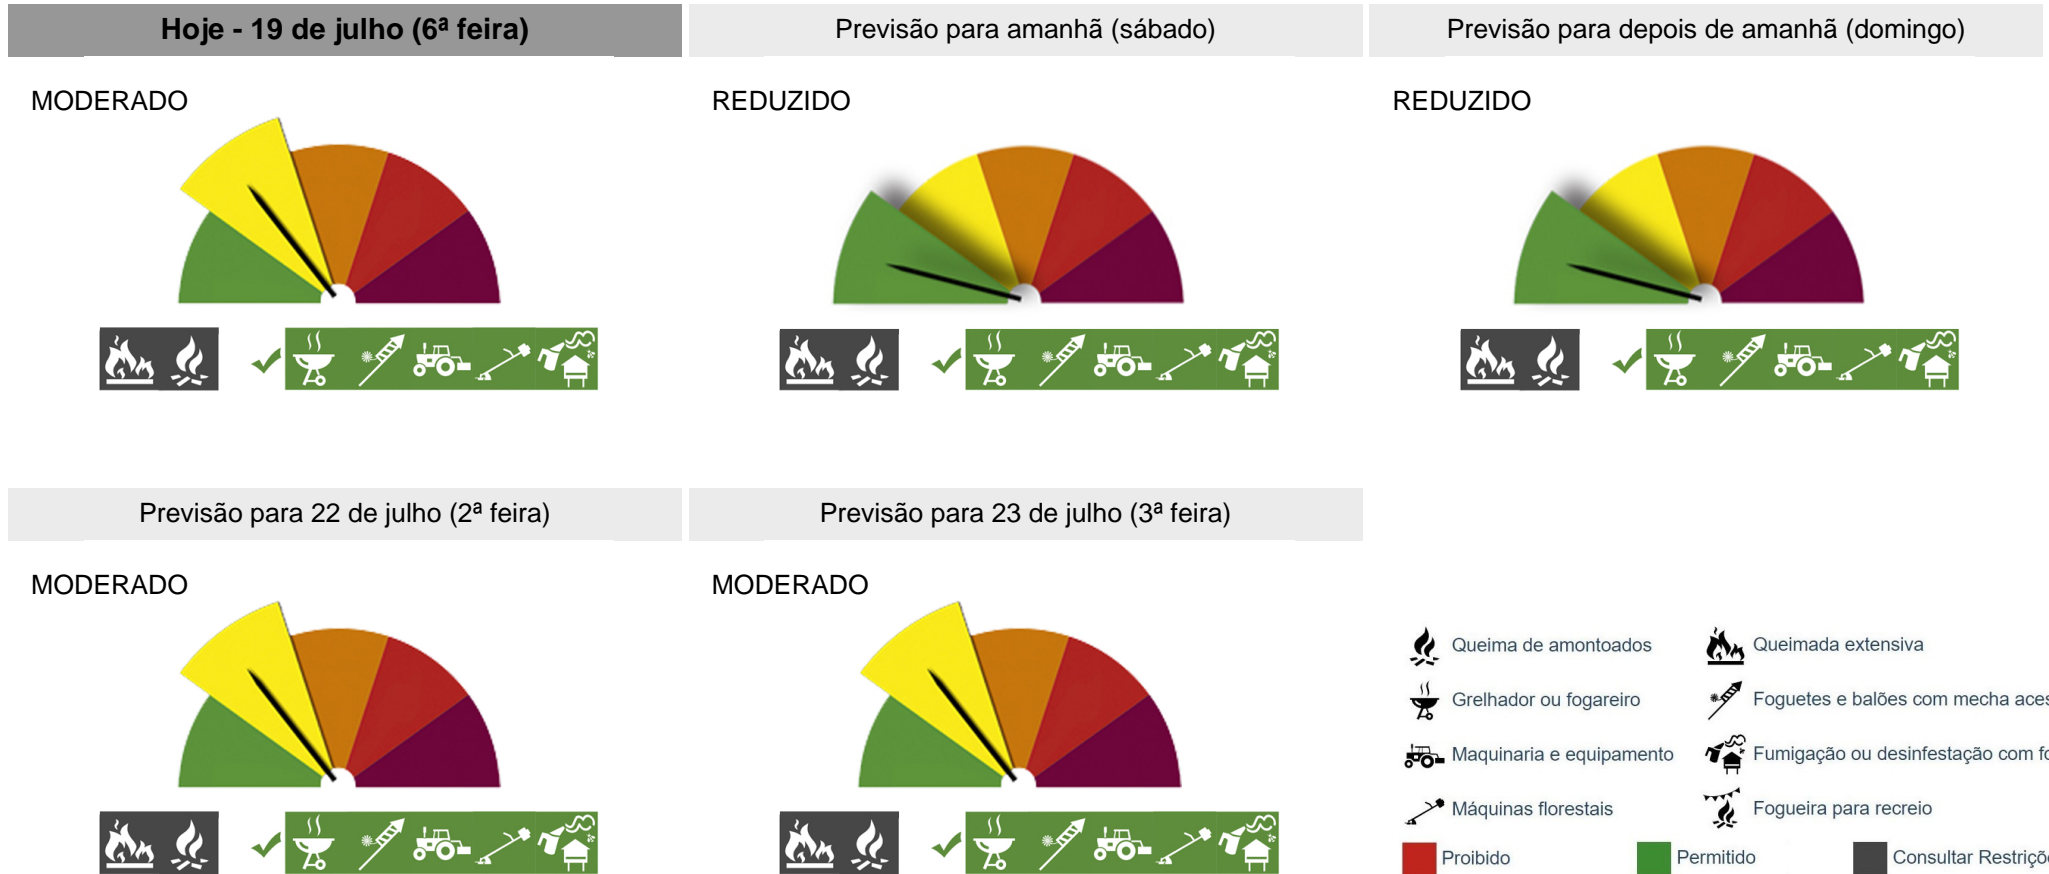 Hoje - 19 de julho (6ª feira)
Previsão para amanhã (sábado)
Previsão para depois de amanhã (domingo)
MODERADO
REDUZIDO
REDUZIDO
Previsão para 22 de julho (2ª feira)
Previsão para 23 de julho (3ª feira)
MODERADO
MODERADO
Queima de amontoados
Queimada extensiva
Grelhador ou fogareiro
Foguetes e balões com mecha aces
Maquinaria e equipamento
Fumigação ou desinfestação com fo
Máquinas florestais
Fogueira para recreio
Proibido
Permitido
Consultar Restriçõe